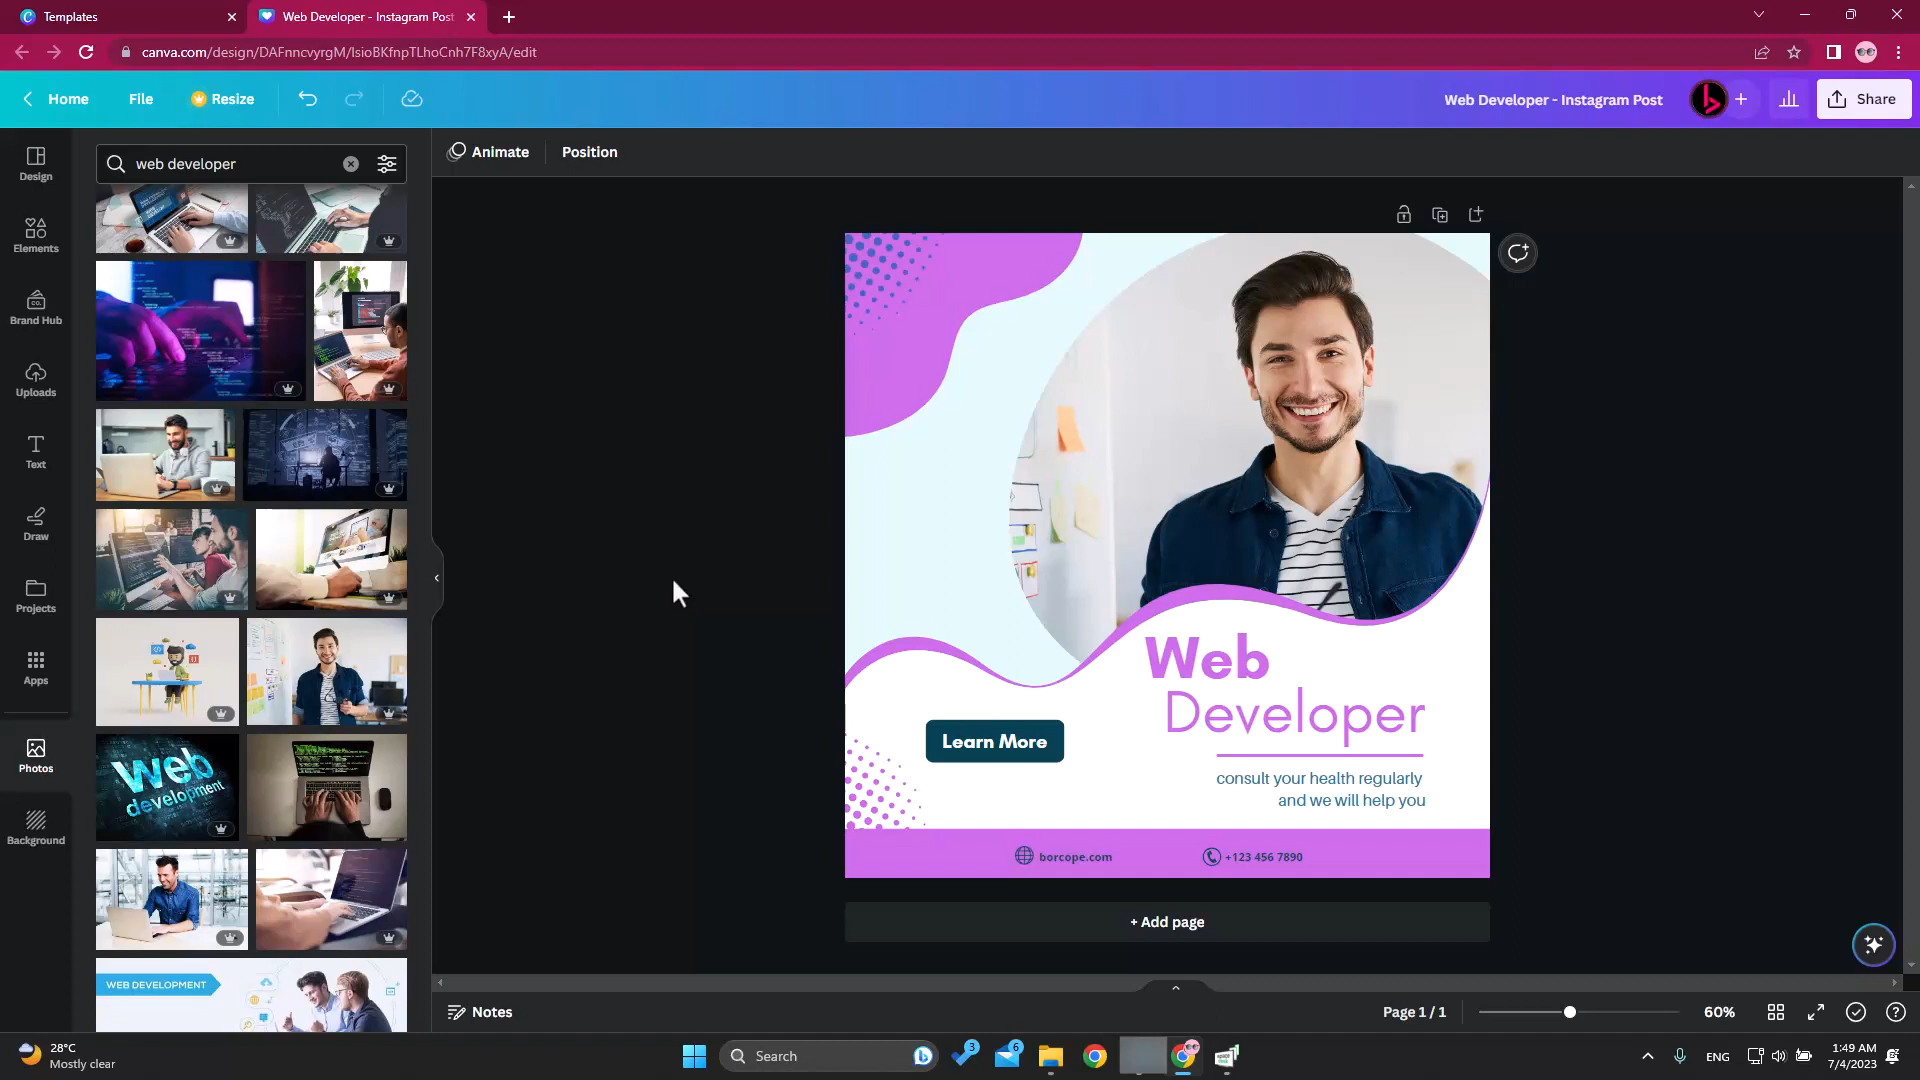 Templates
Web Developer - Instagram Post
canva.com/design/DAFnncvyrgM/IsioBKfnpTLhoCnh7F8xyA/edit
Home
File
Resize
Web Developer - Instagram Post
Share
Design
Elements
Brand Hub
Uploads
Text
Draw
Projects
Apps
Photos
Background
web developer
web
development
WEB DEVELOPMENT
Animate
Position
Web
Developer
Learn More
consult your health regularly
and we will help you
borcope.com
+123 456 7890
+ Add page
Notes
Page 1 / 1
60%
28°C
Mostly clear
Search
3
6
ENG
1:49 AM
7/4/2023